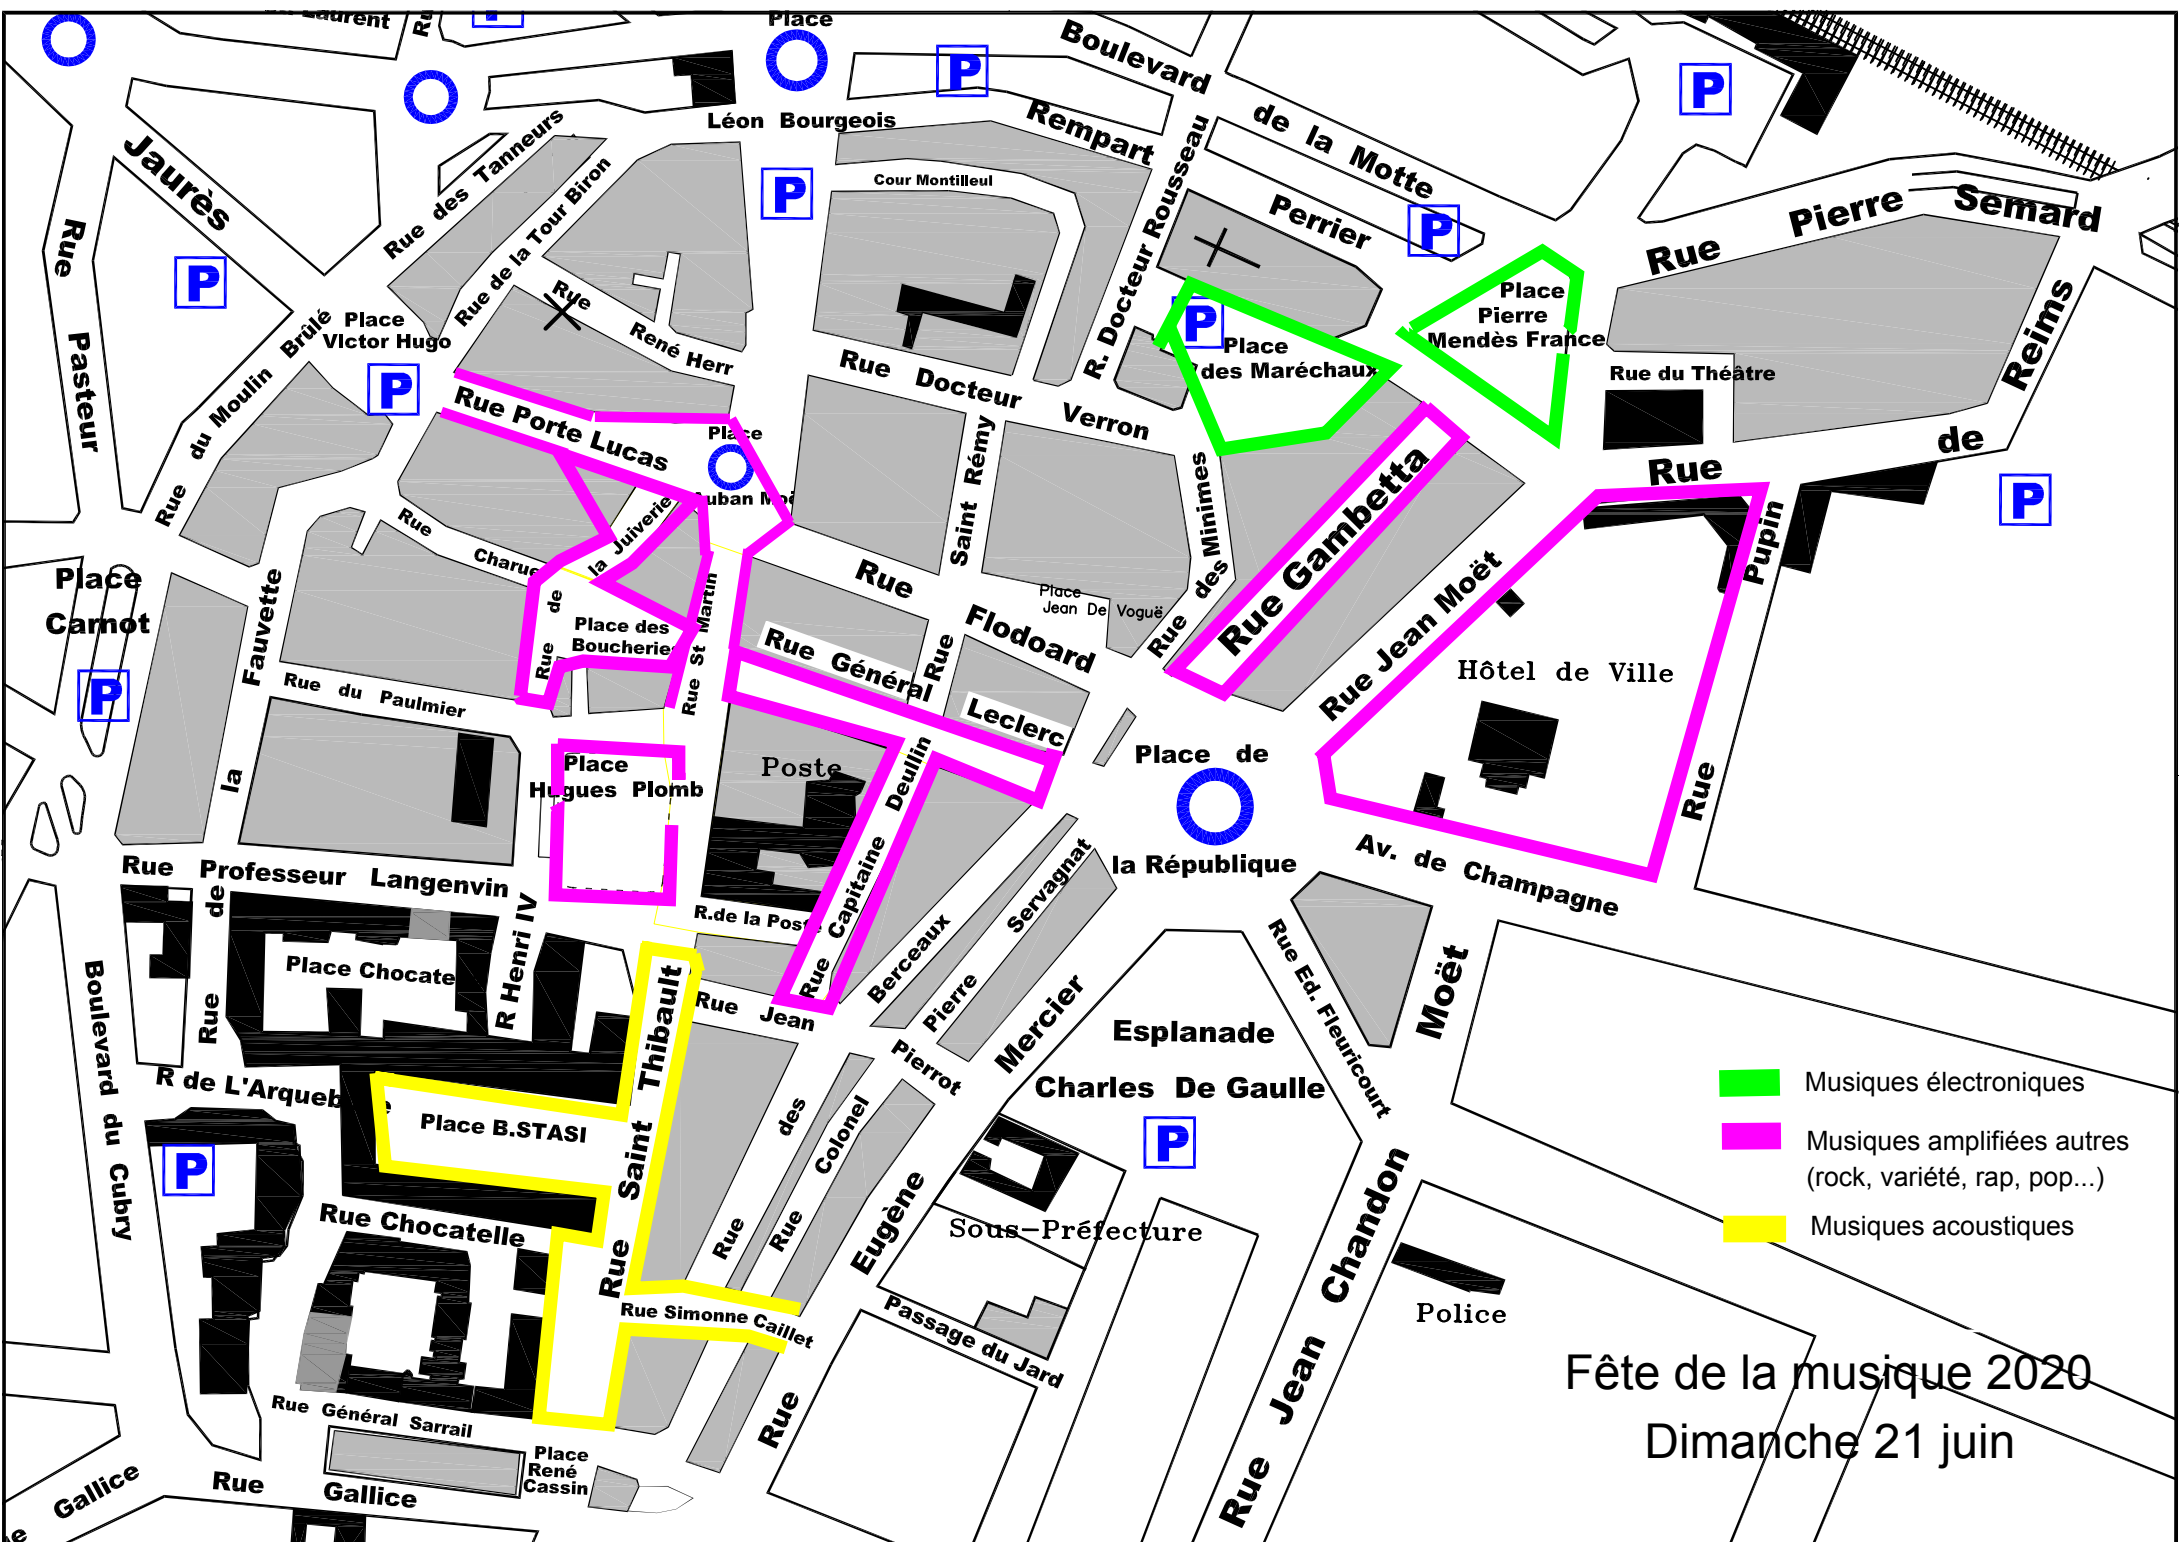 Laurent
P
Place
Léon Bourgeois
P
Boulevard
de la Motte
Rempart
Perrier
P
P
P
P
Jaurès
Rue des Tanneurs
Rue de la Tour Biron
Cour Montilleul
R. Docteur Rousseau
Rue Pierre Semard
Rue
Pasteur
P
Place
VIctor Hugo
P
Rue
René Herr
Rue Docteur Verron
P
Place
des Maréchaux
Place
Pierre
Mendès France
Rue du Théâtre
Rue de Reims
P
Rue du Moulin Brûlé
Rue Porte Lucas
Place
Auban Moë
Rue Saint Rémy
Rue des Minimes
Rue Gambetta
Rue Jean Moët
Rue Pupin
Rue Charue
Rue de la Juiverie
Rue St Martin
Place des
Boucheries
Rue Flodoard
Place
Jean De Voguë
Place
Carnot
P
Rue de la Fauvette
Rue du Paulmier
Rue Général Leclerc
Hôtel de Ville
Place
Hugues Plomb
Poste
Rue Capitaine Deullin
Place de
la République
Av. de Champagne
Rue Professeur Langenvin
R Henri IV
R.de la Poste
Place Chocate
Rue Jean Pierrot
Rue des Berceaux
Rue Colonel
Pierre Servagnat
Rue Eugène Mercier
Rue Ed. Fleuricourt
Rue Jean Chandon Moët
Esplanade
Charles De Gaulle
P
Boulevard du Cubry
R de L'Arqueb
P
Place B.STASI
Rue Saint Thibault
Rue Chocatelle
Rue Simonne Caillet
Sous-Préfecture
Passage du Jard
Police
Rue Général Sarrail
Place
René
Cassin
Rue Gallice
Gallice
Musiques électroniques
Musiques amplifiées autres
(rock, variété, rap, pop...)
Musiques acoustiques
Fête de la musique 2020
Dimanche 21 juin